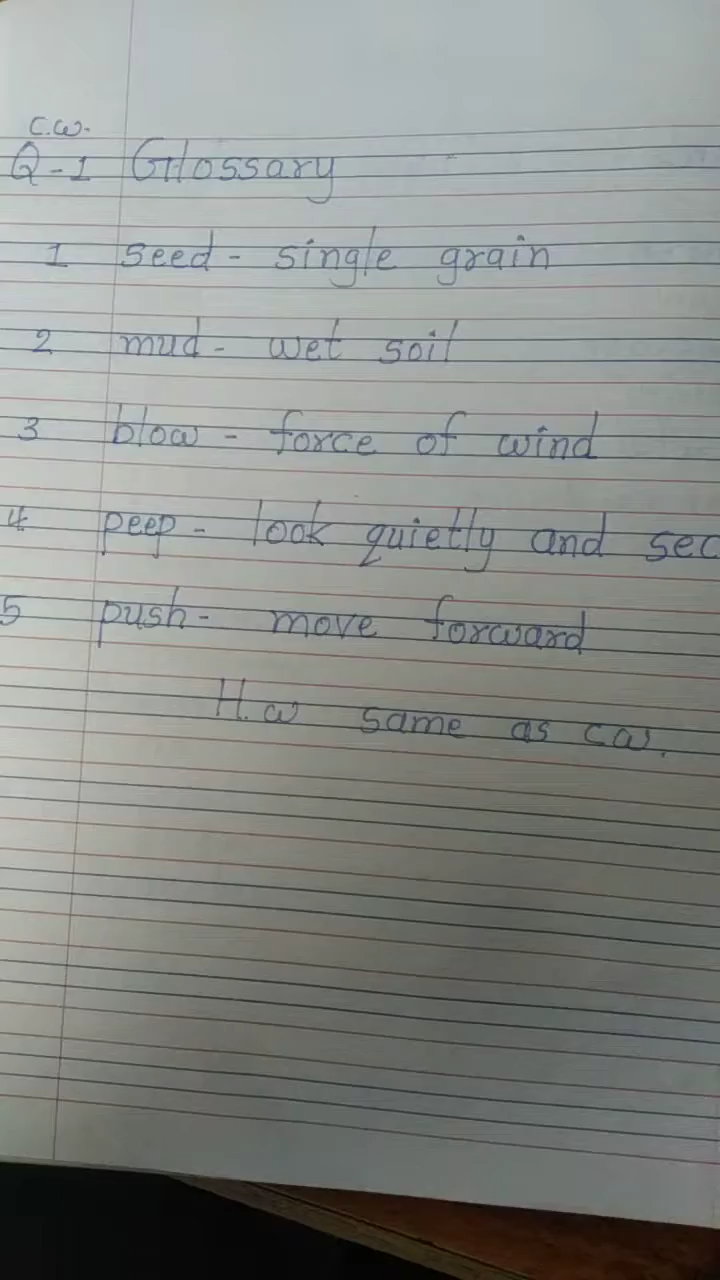 C.W.
Q-1 Glossary
1 seed - single grain
2 mud - wet soil
3 blow - force of wind
4 peep - look quietly and
5 push - move forward
H.w same as cw.